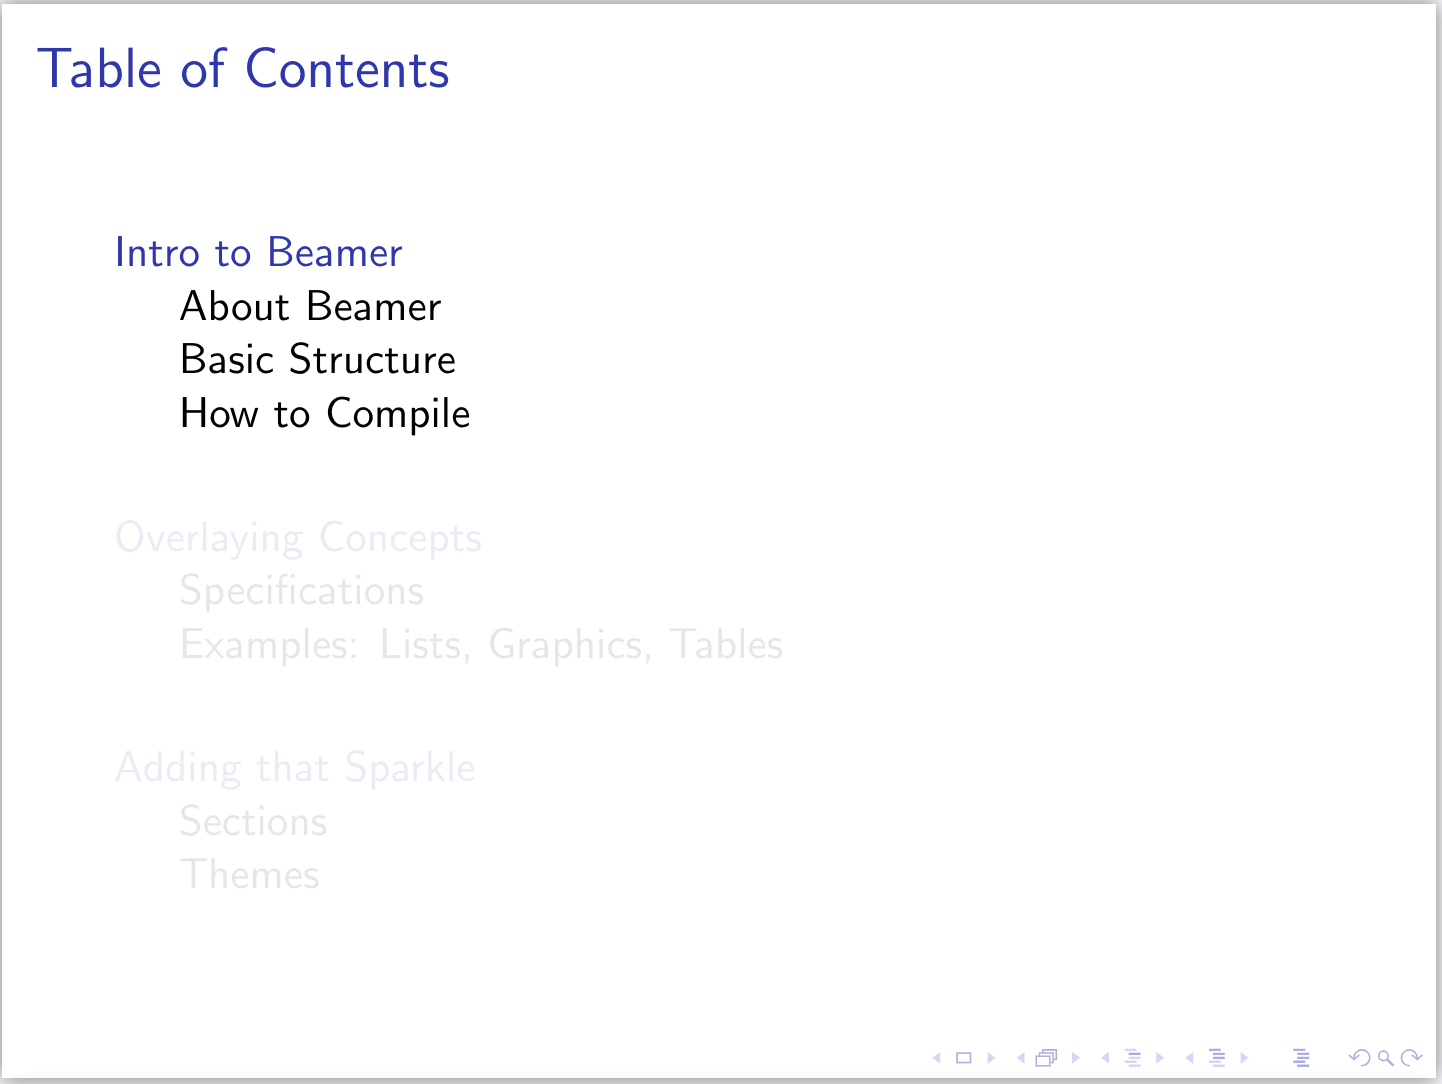 Table of Contents
Intro to Beamer
About Beamer
Basic Structure
How to Compile
Overlaying Concepts
Specifications
Examples: Lists, Graphics, Tables
Adding that Sparkle
Sections
Themes